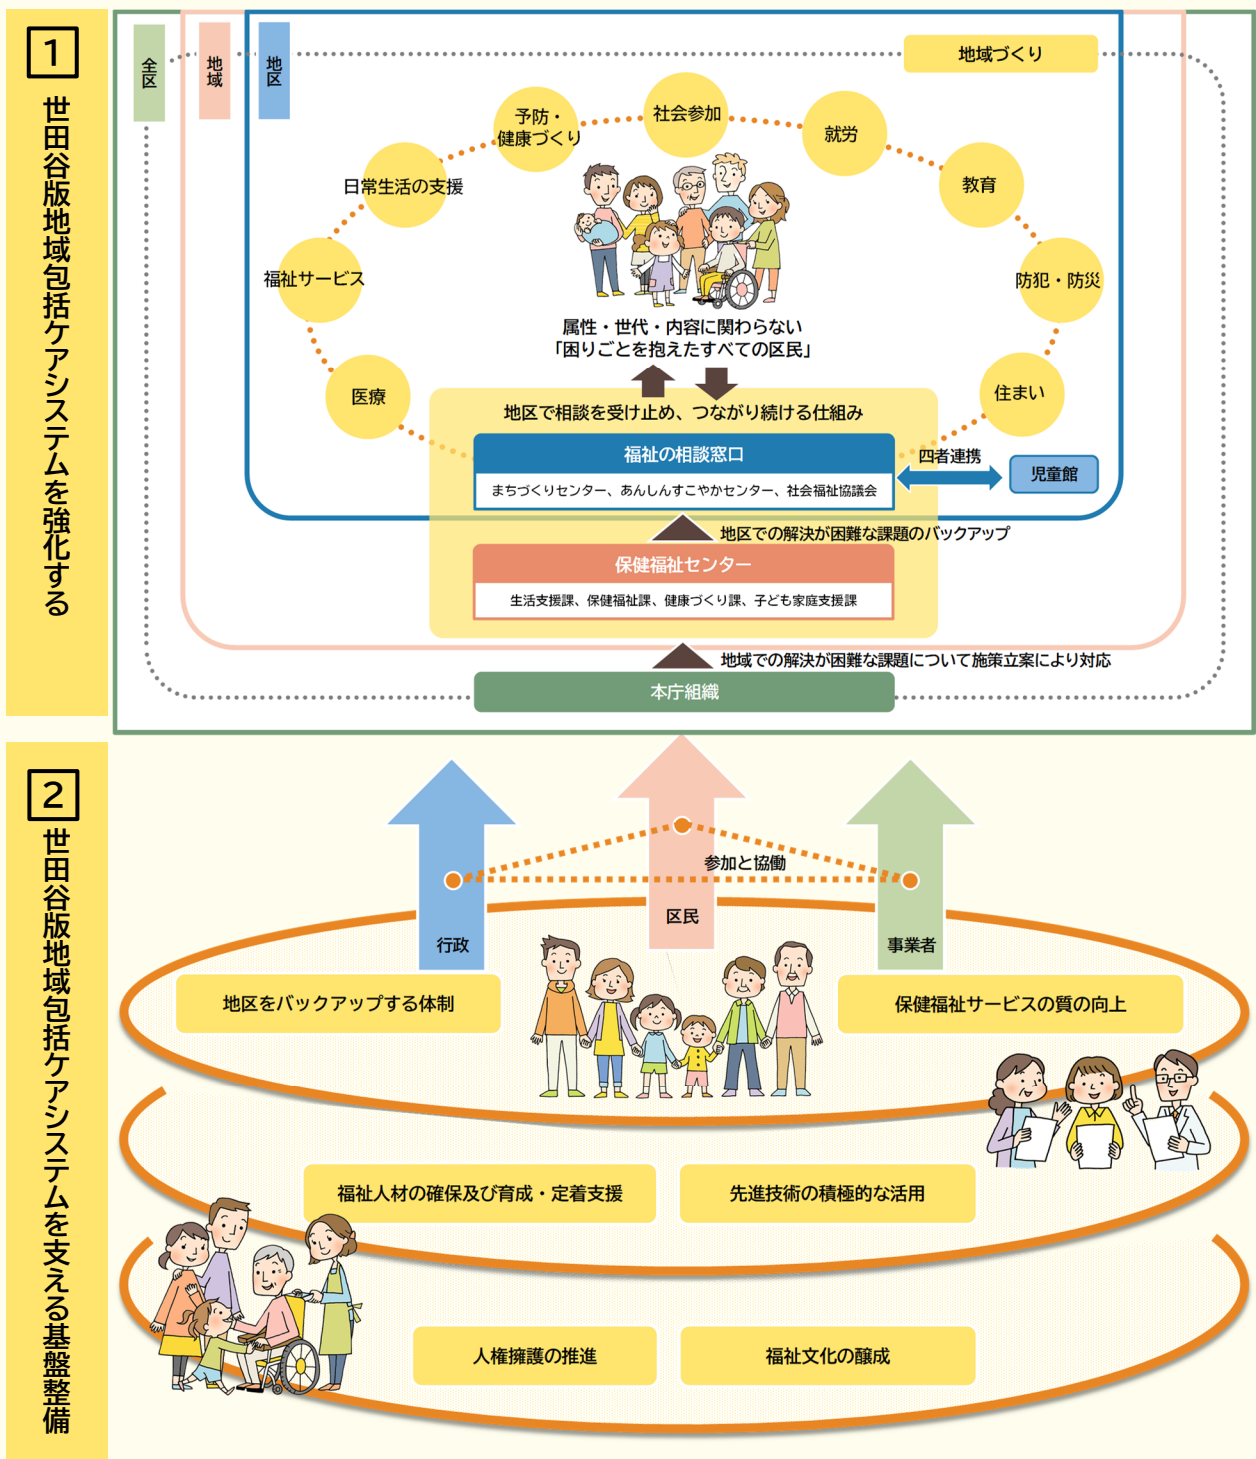 1
世田谷版地域包括ケアシステムを強化する
全区
地域
地区
地域づくり
社会参加
予防・
健康づくり
就労
日常生活の支援
教育
福祉サービス
防犯・防災
医療
住まい
属性・世代・内容に関わらない
「困りごとを抱えたすべての区民」
地区で相談を受け止め、つながり続ける仕組み
福祉の相談窓口
まちづくりセンター、あんしんすこやかセンター、社会福祉協議会
四者連携
児童館
地区での解決が困難な課題のバックアップ
保健福祉センター
生活支援課、保健福祉課、健康づくり課、子ども家庭支援課
地域での解決が困難な課題について施策立案により対応
本庁組織
2
世田谷版地域包括ケアシステムを支える基盤整備
参加と協働
行政
区民
事業者
地区をバックアップする体制
保健福祉サービスの質の向上
福祉人材の確保及び育成・定着支援
先進技術の積極的な活用
人権擁護の推進
福祉文化の醸成